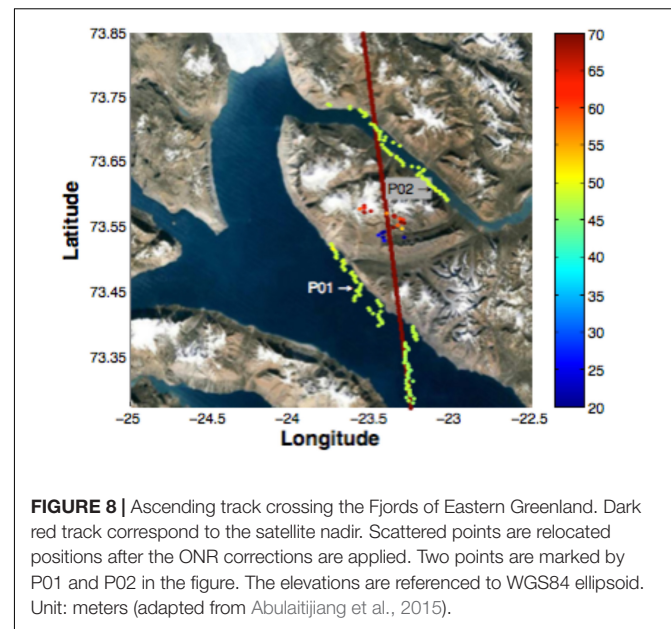 73.85
73.75
73.65
73.55
73.45
73.35
Latitude
P02→
P01→
-25
-24.5
-24
-23.5
-23
-22.5
Longitude
70
65
60
55
50
45
40
35
30
25
20
FIGURE 8 | Ascending track crossing the Fjords of Eastern Greenland. Dark
red track correspond to the satellite nadir. Scattered points are relocated
positions after the ONR corrections are applied. Two points are marked by
P01 and P02 in the figure. The elevations are referenced to WGS84 ellipsoid.
Unit: meters (adapted from Abulaitijiang et al., 2015).